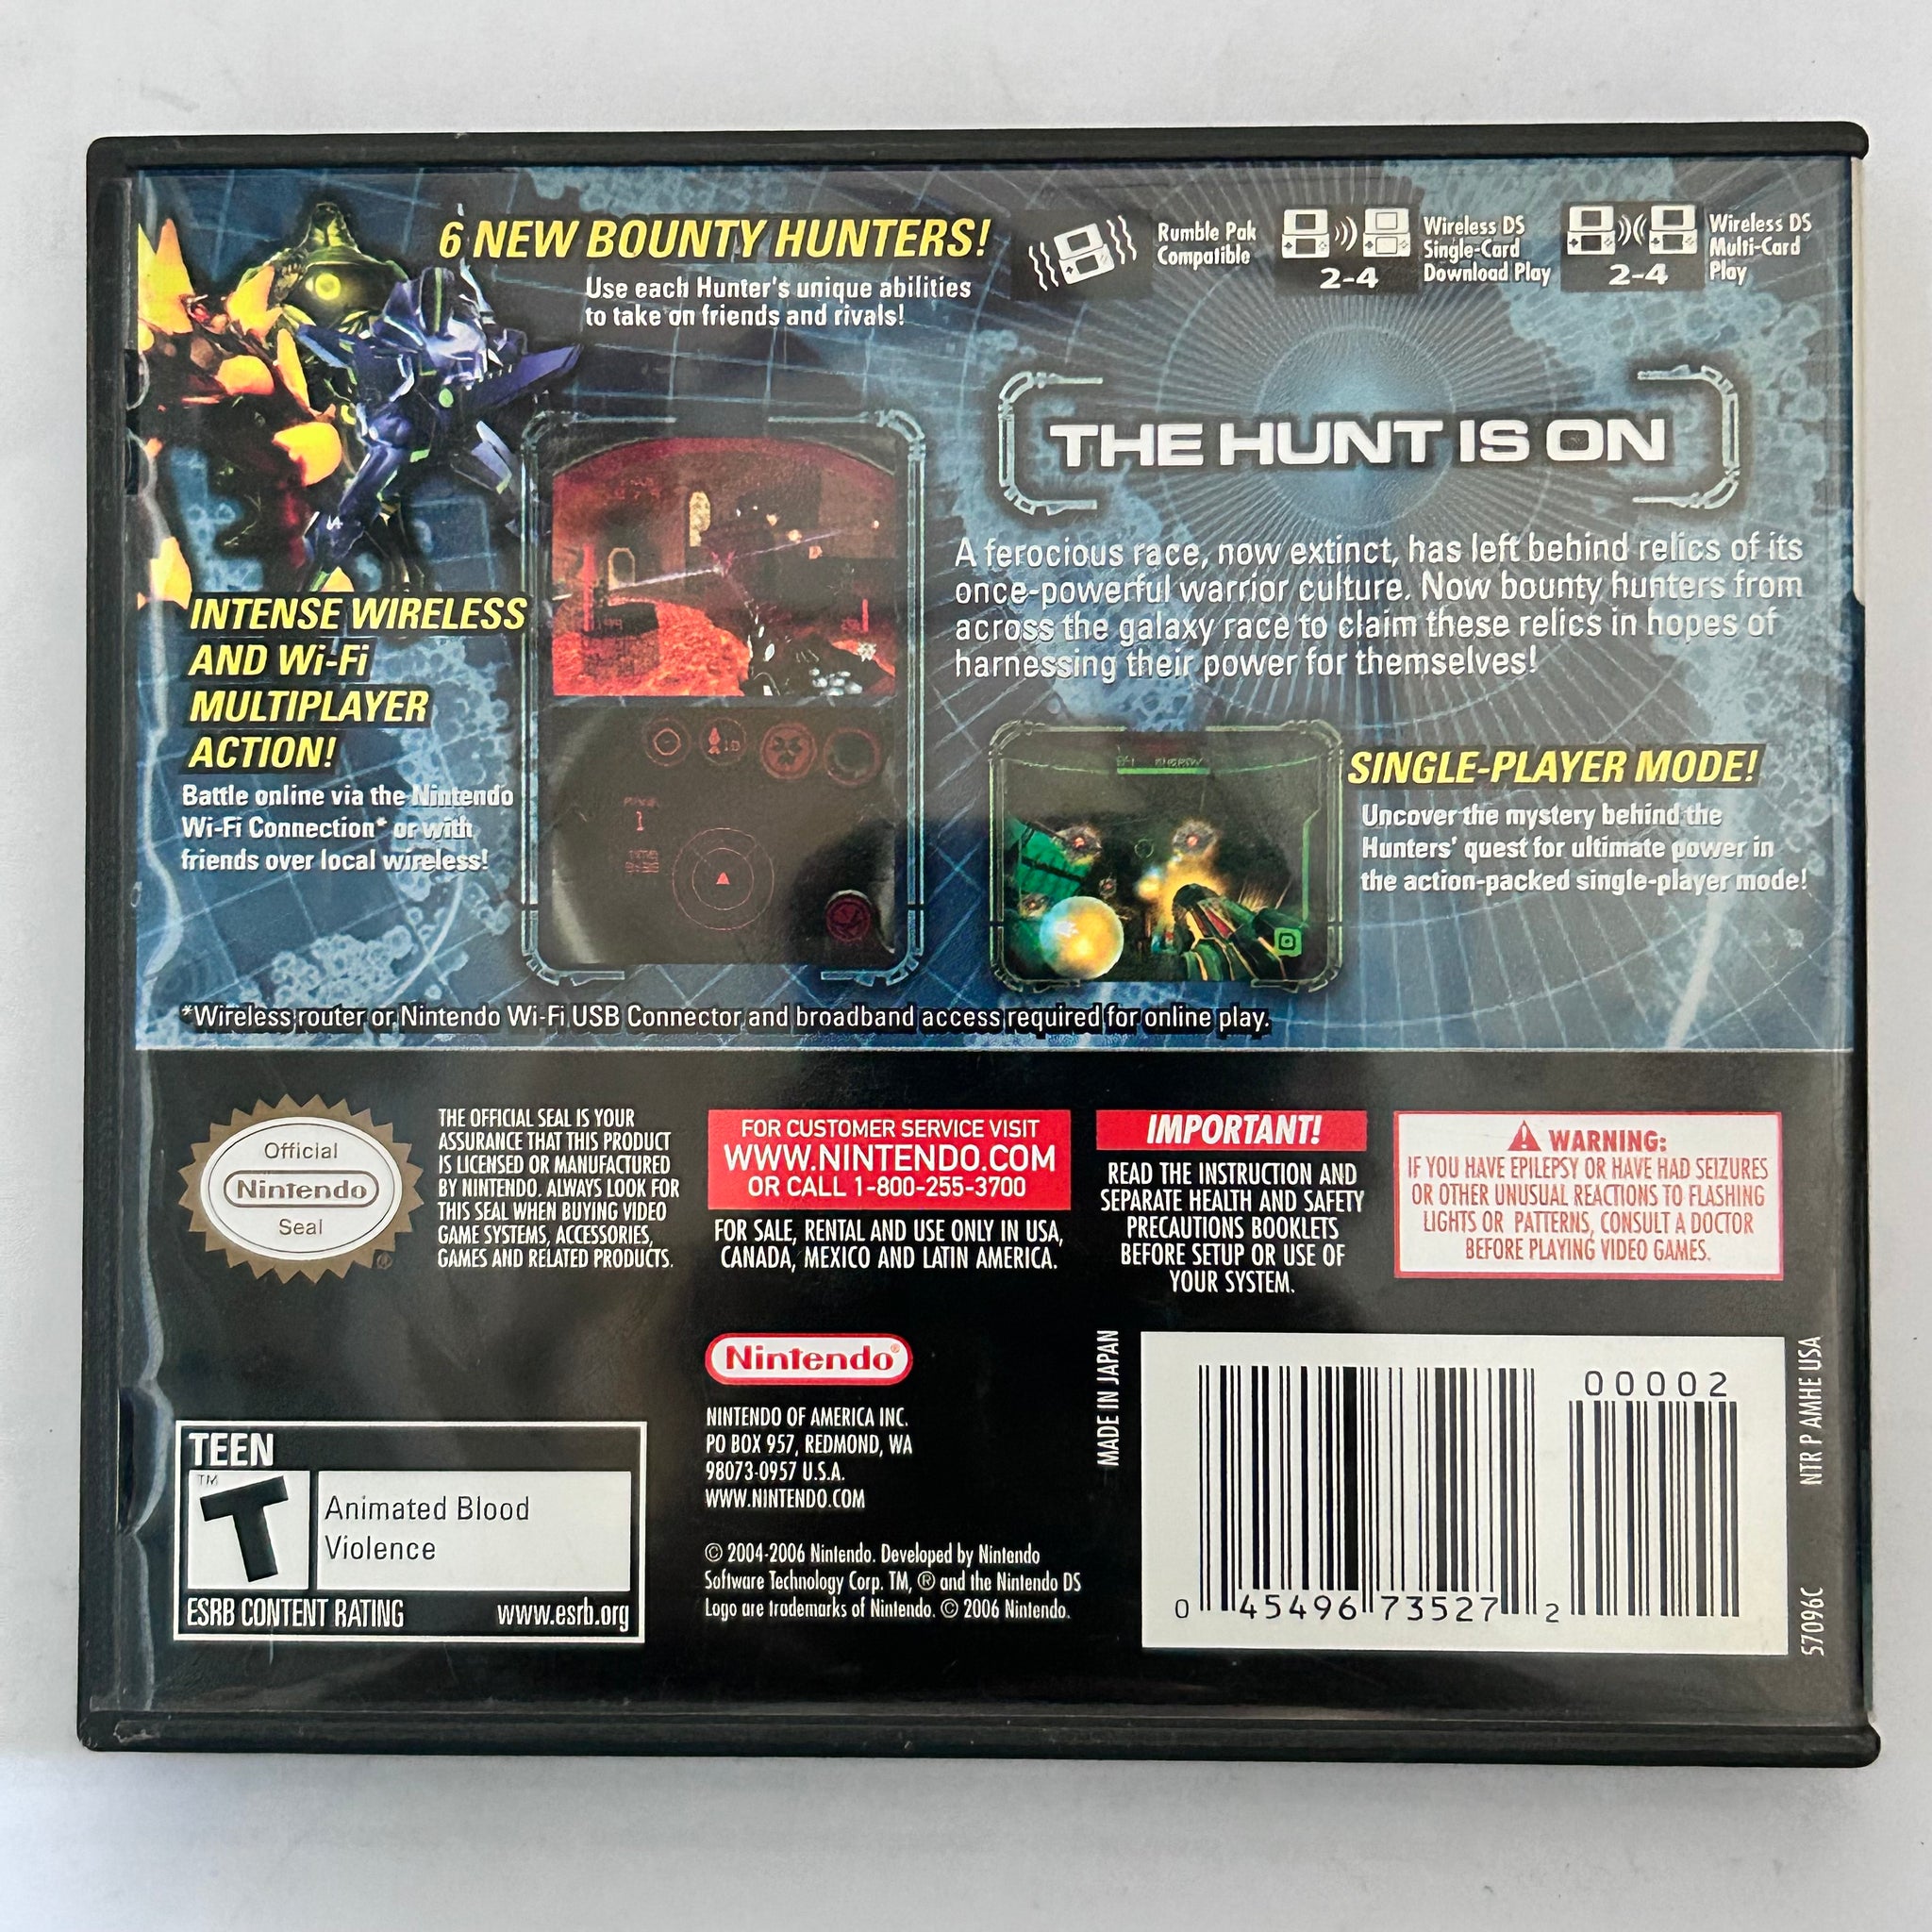 6 NEW BOUNTY HUNTERS!
Use each Hunter's unique abilities
to take on friends and rivals!
Rumble Pak
Compatible
2-4
Wireless DS
Single-Card
Download Play
2-4
Wireless DS
Multi-Card
Play
THE HUNT IS ON
A ferocious race, now extinct, has left behind relics of its
once-powerful warrior culture. Now bounty hunters from
across the galaxy race to claim these relics in hopes of
harnessing their power for themselves!
INTENSE WIRELESS
AND Wi-Fi
MULTIPLAYER
ACTION!
Battle online via the Nintendo
Wi-Fi Connection* or with
friends over local wireless!
SINGLE-PLAYER MODE!
Uncover the mystery behind the
Hunters' quest for ultimate power in
the action-packed single-player mode!
*Wireless router or Nintendo Wi-Fi USB Connector and broadband access required for online play.
Official
Nintendo
Seal
®
THE OFFICIAL SEAL IS YOUR
ASSURANCE THAT THIS PRODUCT
IS LICENSED OR MANUFACTURED
BY NINTENDO. ALWAYS LOOK FOR
THIS SEAL WHEN BUYING VIDEO
GAME SYSTEMS, ACCESSORIES,
GAMES AND RELATED PRODUCTS.
FOR CUSTOMER SERVICE VISIT
WWW.NINTENDO.COM
OR CALL 1-800-255-3700
FOR SALE, RENTAL AND USE ONLY IN USA,
CANADA, MEXICO AND LATIN AMERICA.
IMPORTANT!
READ THE INSTRUCTION AND
SEPARATE HEALTH AND SAFETY
PRECAUTIONS BOOKLETS
BEFORE SETUP OR USE OF
YOUR SYSTEM.
WARNING:
IF YOU HAVE EPILEPSY OR HAVE HAD SEIZURES
OR OTHER UNUSUAL REACTIONS TO FLASHING
LIGHTS OR PATTERNS, CONSULT A DOCTOR
BEFORE PLAYING VIDEO GAMES.
TEEN
TM
T
Animated Blood
Violence
ESRB CONTENT RATING www.esrb.org
Nintendo®
NINTENDO OF AMERICA INC.
PO BOX 957, REDMOND, WA
98073-0957 U.S.A.
WWW.NINTENDO.COM
© 2004-2006 Nintendo. Developed by Nintendo
Software Technology Corp. TM, ® and the Nintendo DS
Logo are trademarks of Nintendo. © 2006 Nintendo.
MADE IN JAPAN
00002
0 45496 73527 2
NTR P AMHE USA
57096C